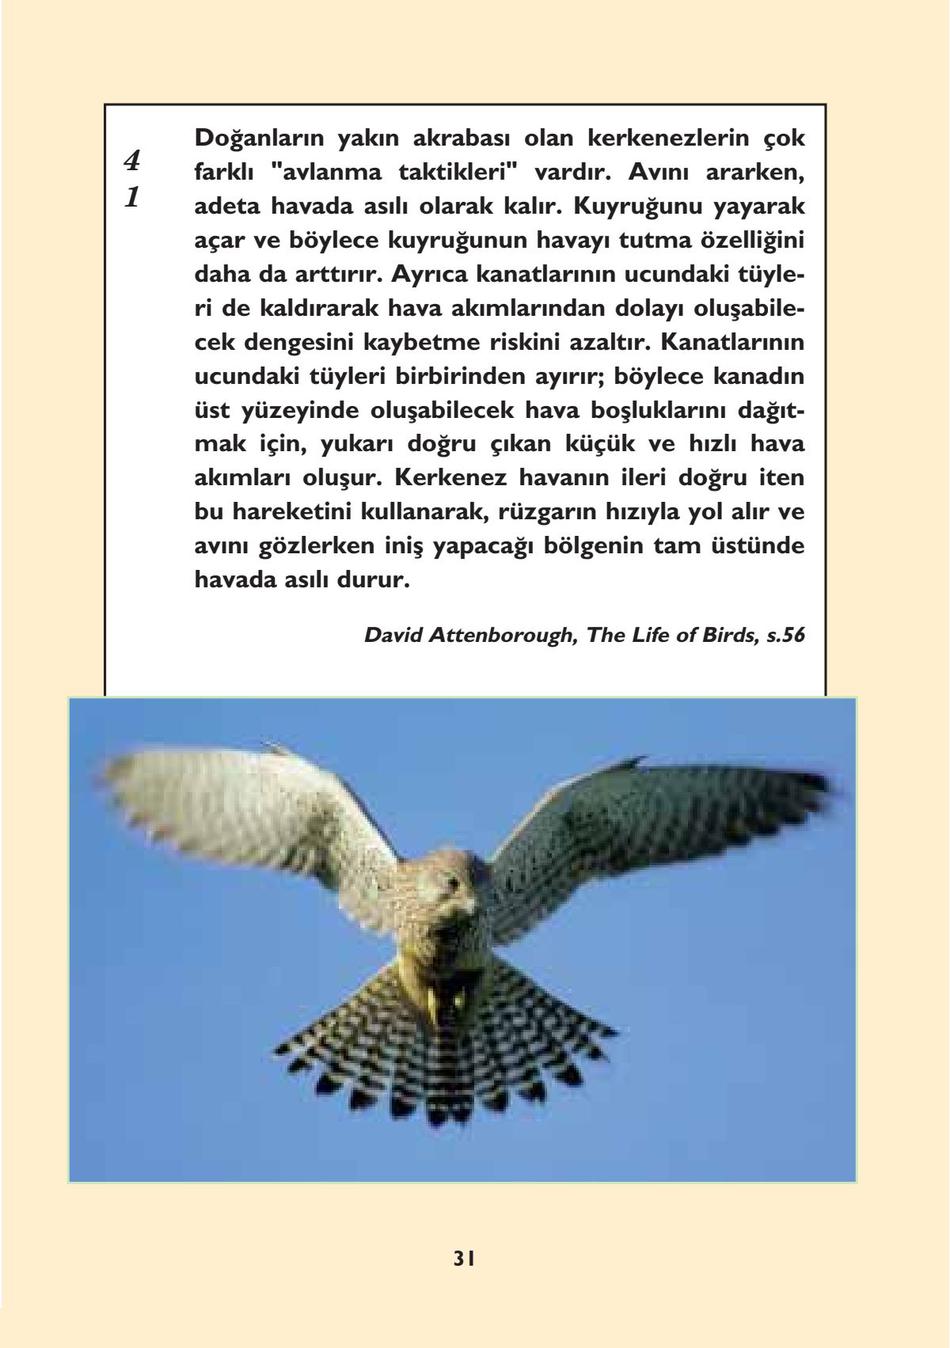 4
1
Doğanların yakın akrabası olan kerkenezlerin çok
farklı "avlanma taktikleri" vardır. Avını ararken,
adeta havada asılı olarak kalır. Kuyruğunu yayarak
açar ve böylece kuyruğunun havayı tutma özelliğini
daha da arttırır. Ayrıca kanatlarının ucundaki tüyle-
ri de kaldırarak hava akımlarından dolayı oluşabile-
cek dengesini kaybetme riskini azaltır. Kanatlarının
ucundaki tüyleri birbirinden ayırır; böylece kanadın
üst yüzeyinde oluşabilecek hava boşluklarını dağıt-
mak için, yukarı doğru çıkan küçük ve hızlı hava
akımları oluşur. Kerkenez havanın ileri doğru iten
bu hareketini kullanarak, rüzgarın hızıyla yol alır ve
avını gözlerken iniş yapacağı bölgenin tam üstünde
havada asılı durur.
David Attenborough, The Life of Birds, s.56
31